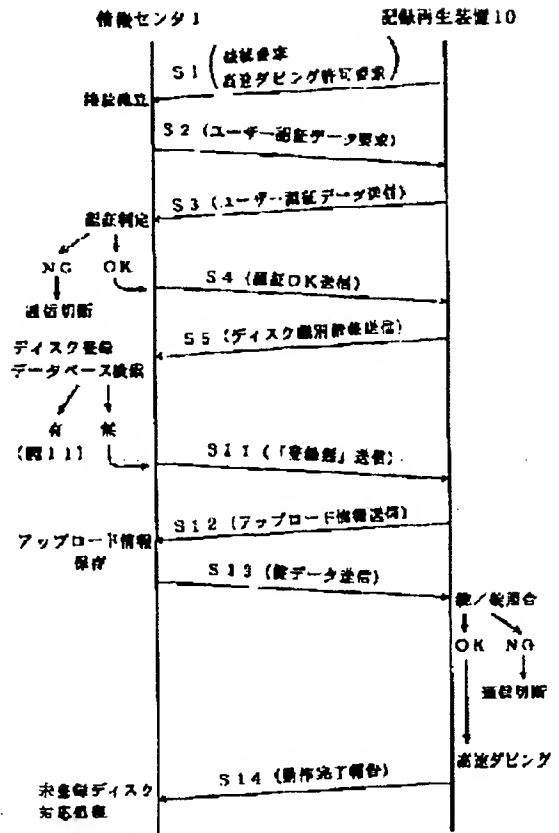 情報センタ1
記録再生装置10
S1
接続要求
高速ダビング許可要求
接続確立
S2 (ユーザー認証データ要求)
S3 (ユーザー認証データ送信)
認証判定
NG OK
S4 (認証OK送信)
通信切断
S5 (ディスク識別情報送信)
ディスク登録
データベース検索
有 無
(図11)
S11 (「登録無」送信)
S12 (アップロード情報送信)
アップロード情報
保存
S13 (鍵データ送信)
鍵/錠照合
OK NG
通信切断
高速ダビング
S14 (動作完了報告)
未登録ディスク
対応処理